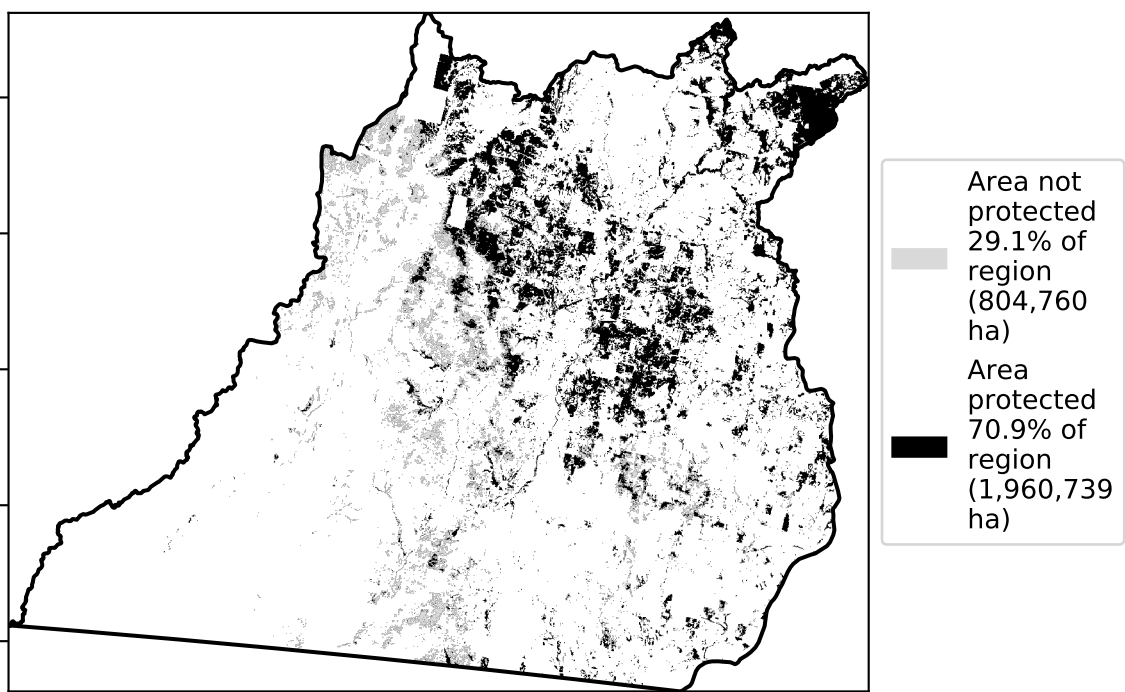 Area not
protected
29.1% of
region
(804,760
ha)
Area
protected
70.9% of
region
(1,960,739
ha)